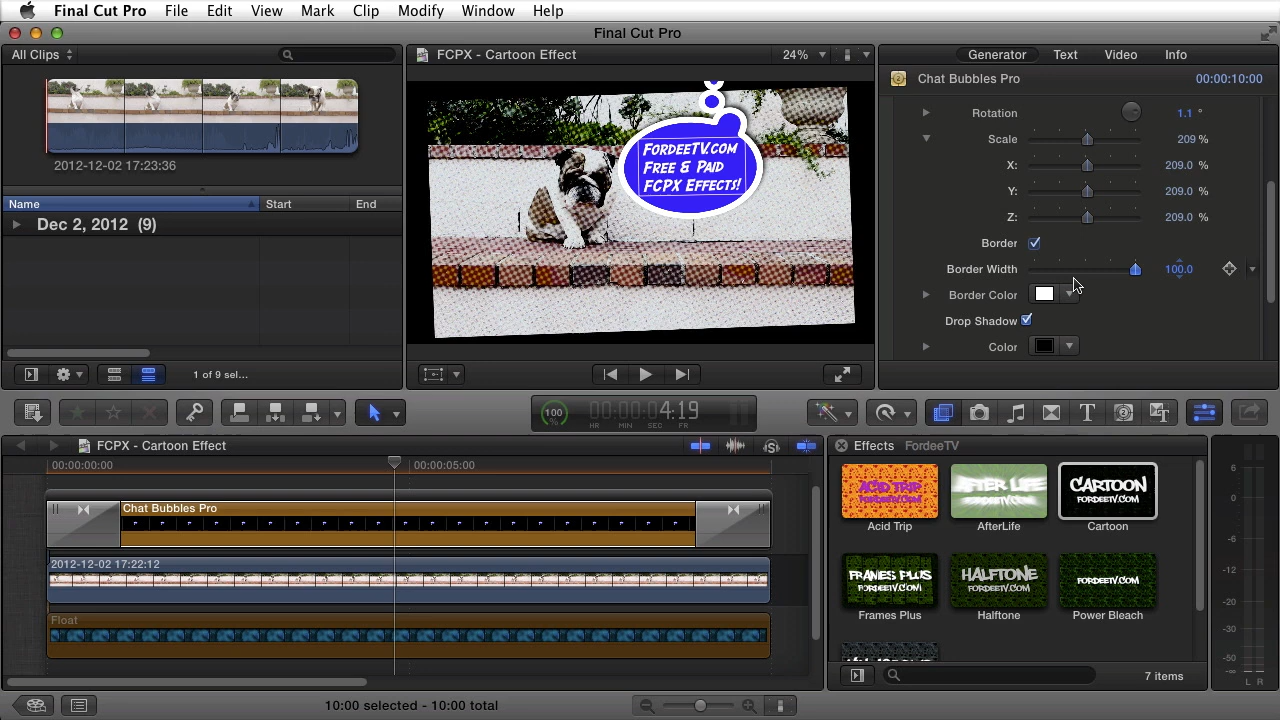 Final Cut Pro File Edit View Mark Clip Modify Window Help
Final Cut Pro
All Clips
2012-12-02 17:23:36
Name Start End
Dec 2, 2012 (9)
1 of 9 sel...
FCPX - Cartoon Effect 24%
FORDEETV.COM
FREE & PAID
FCPX EFFECTS!
Generator Text Video Info
Chat Bubbles Pro 00:00:10:00
Rotation 1.1 °
Scale 209 %
X: 209.0 %
Y: 209.0 %
Z: 209.0 %
Border
Border Width 100.0
Border Color
Drop Shadow
Color
100 % 00:00:04:19
HR MIN SEC FR
FCPX - Cartoon Effect
00:00:00:00 00:00:05:00
Chat Bubbles Pro
2012-12-02 17:22:12
Float
10:00 selected - 10:00 total
Effects FordeeTV
ACID TRIP
FORDEETV.COM
Acid Trip
AFTER LIFE
FORDEETV.COM
AfterLife
CARTOON
FORDEETV.COM
Cartoon
FRAMES PLUS
FORDEETV.COM
Frames Plus
HALFTONE
FORDEETV.COM
Halftone
FORDEETV.COM
Power Bleach
7 items
6
0
-6
-12
-20
-30
-50
L R